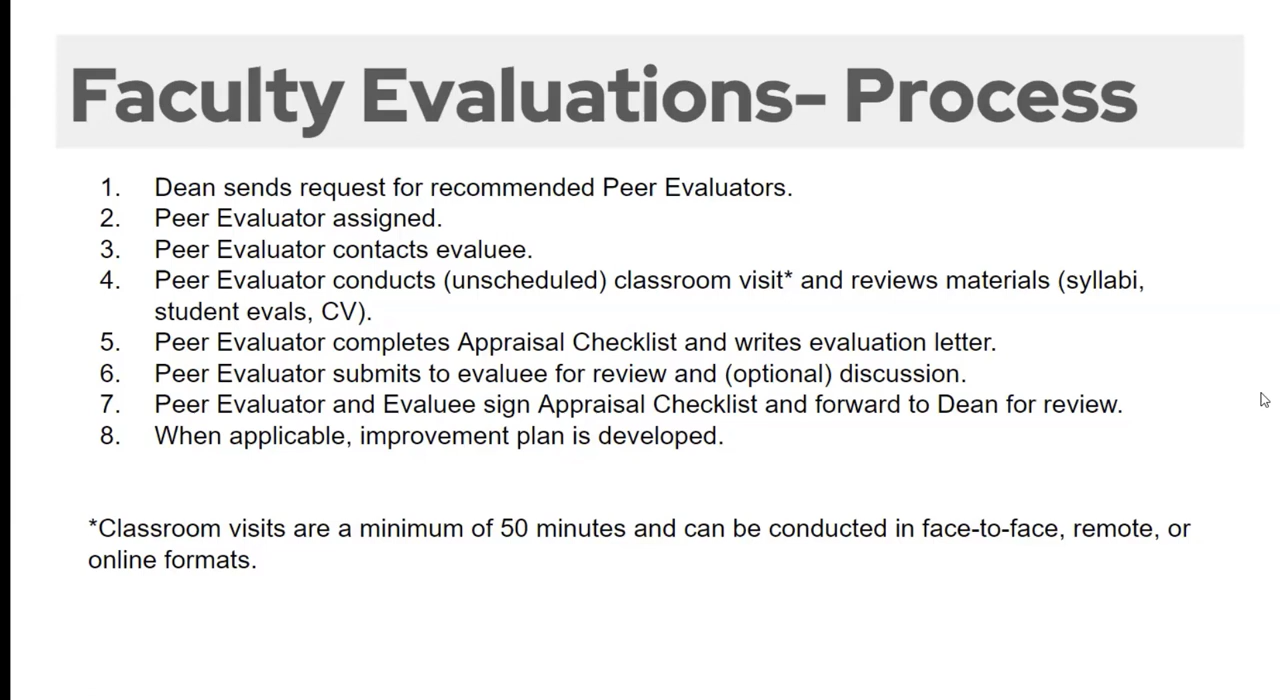 Faculty Evaluations- Process
1. Dean sends request for recommended Peer Evaluators.
2. Peer Evaluator assigned.
3. Peer Evaluator contacts evaluee.
4. Peer Evaluator conducts (unscheduled) classroom visit* and reviews materials (syllabi,
student evals, CV).
5. Peer Evaluator completes Appraisal Checklist and writes evaluation letter.
6. Peer Evaluator submits to evaluee for review and (optional) discussion.
7. Peer Evaluator and Evaluee sign Appraisal Checklist and forward to Dean for review.
8. When applicable, improvement plan is developed.
*Classroom visits are a minimum of 50 minutes and can be conducted in face-to-face, remote, or
online formats.